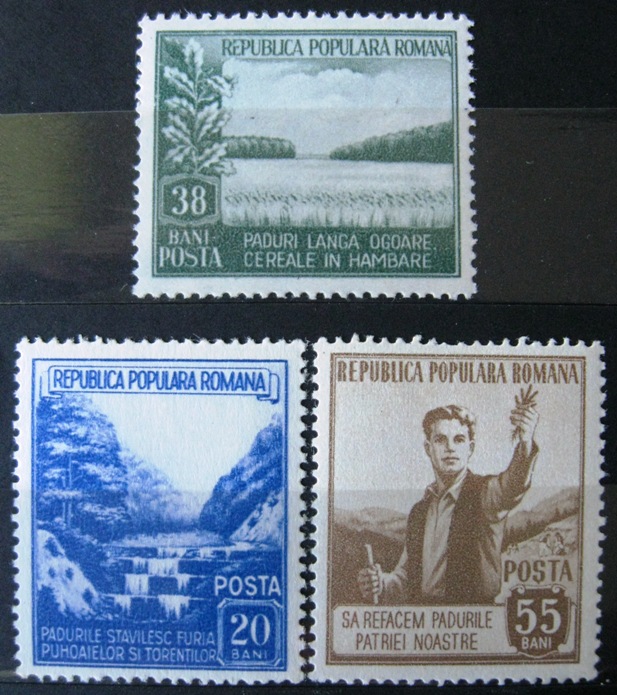 REPUBLICA POPULARĂ ROMANA
38
BANI
POSTA
PADURI LANGA OGOARE,
CEREALE IN HAMBARE
REPUBLICA POPULARA ROMANA
POSTA
20
BANI
PADURILE STAVILESC FURIA
PUHOAIELOR SI TORENTILOR
REPUBLICA POPULARA ROMANA
POSTA
55
BANI
SA REFACEM PADURILE
PATRIEI NOASTRE